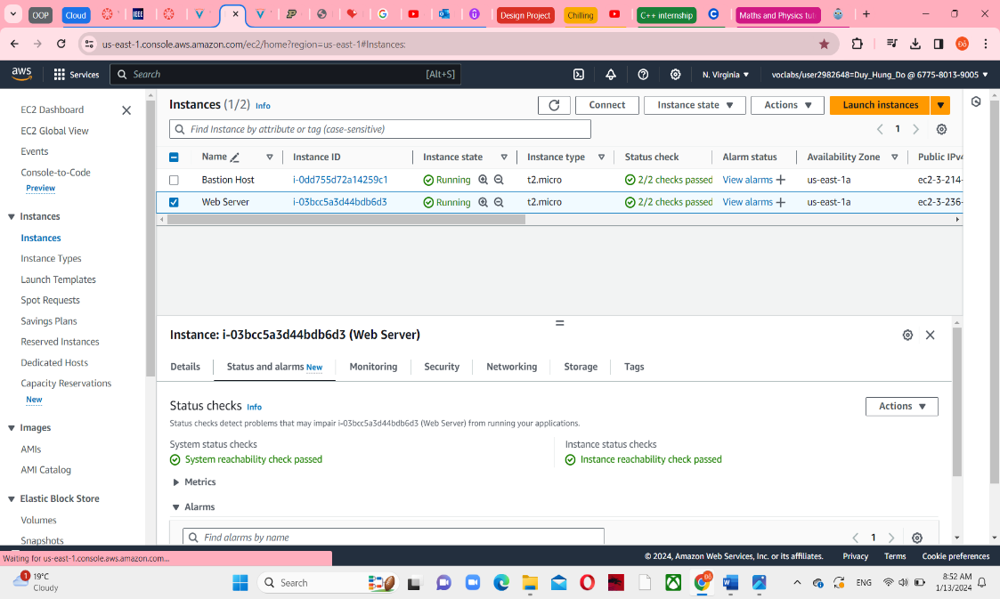 OOP
Cloud
IEEE
Design Project
Chilling
C++ internship
Maths and Physics tu
us-east-1.console.aws.amazon.com/ec2/home?region=us-east-1#Instances:
aws
Services
Search
[Alt+S]
N. Virginia
voclabs/user2982648=Duy_Hung_Do @ 6775-8013-9005
EC2 Dashboard
EC2 Global View
Events
Console-to-Code
Preview
Instances
Instances
Instance Types
Launch Templates
Spot Requests
Savings Plans
Reserved Instances
Dedicated Hosts
Capacity Reservations
New
Images
AMIs
AMI Catalog
Elastic Block Store
Volumes
Snapshots
Instances (1/2) Info
Connect
Instance state
Actions
Launch instances
Find Instance by attribute or tag (case-sensitive)
1
Name
Instance ID
Instance state
Instance type
Status check
Alarm status
Availability Zone
Public IPv4
Bastion Host
i-0dd755d72a14259c1
Running
t2.micro
2/2 checks passed
View alarms
us-east-1a
ec2-3-214-
Web Server
i-03bcc5a3d44bdb6d3
Running
t2.micro
2/2 checks passed
View alarms
us-east-1a
ec2-3-236-
Instance: i-03bcc5a3d44bdb6d3 (Web Server)
Details
Status and alarms New
Monitoring
Security
Networking
Storage
Tags
Status checks Info
Actions
Status checks detect problems that may impair i-03bcc5a3d44bdb6d3 (Web Server) from running your applications.
System status checks
System reachability check passed
Instance status checks
Instance reachability check passed
Metrics
Alarms
Find alarms by name
1
Waiting for us-east-1.console.aws.amazon.com...
© 2024, Amazon Web Services, Inc. or its affiliates.
Privacy
Terms
Cookie preferences
1
19°C
Cloudy
Search
ENG
8:52 AM
1/13/2024